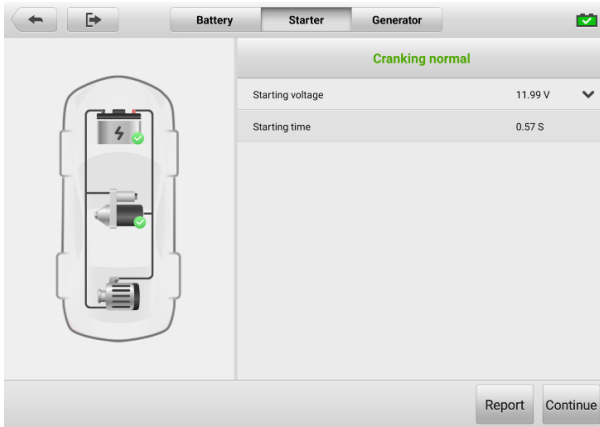 Battery Starter Generator
Cranking normal
Starting voltage 11.99 V
Starting time 0.57 S
Report Continue